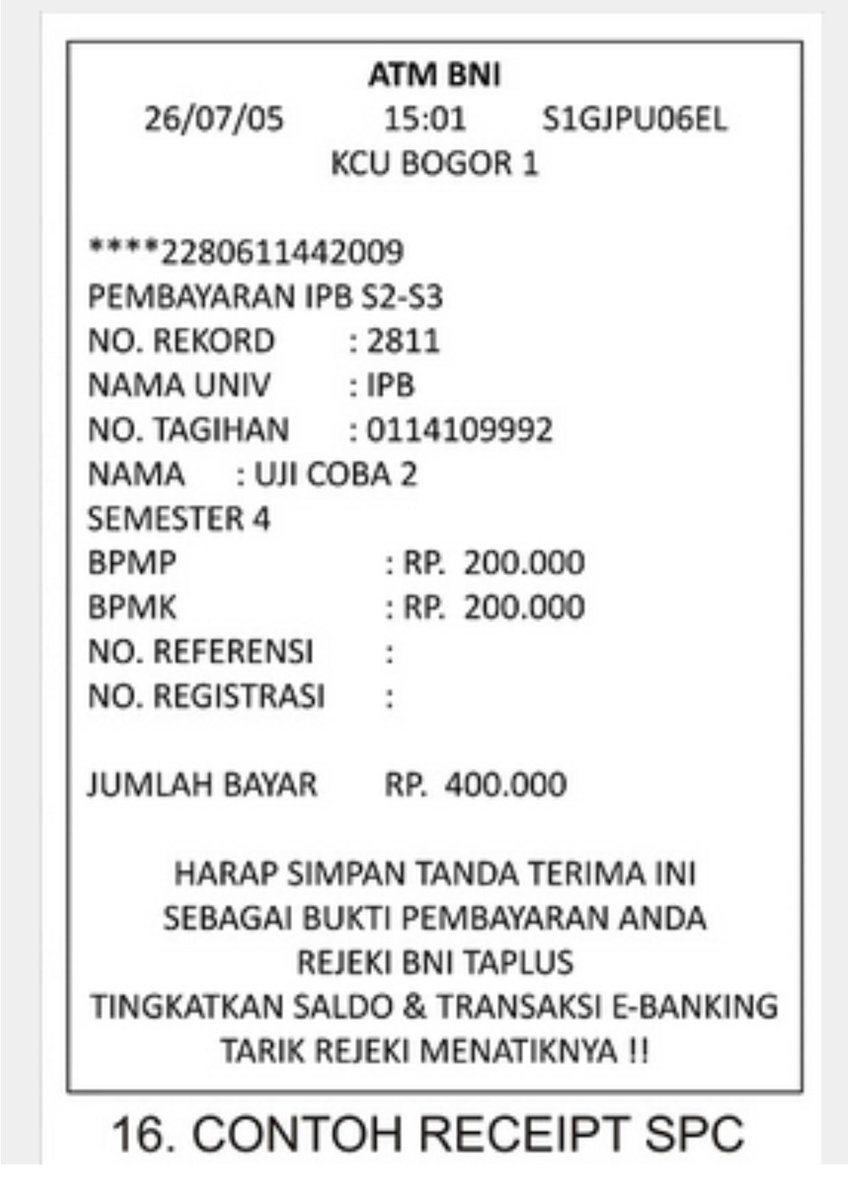 ATM BNI
26/07/05 15:01 S1GJPU06EL
KCU BOGOR 1
****2280611442009
PEMBAYARAN IPB S2-S3
NO. REKORD : 2811
NAMA UNIV : IPB
NO. TAGIHAN : 0114109992
NAMA : UJI COBA 2
SEMESTER 4
BPMP : RP. 200.000
BPMK : RP. 200.000
NO. REFERENSI :
NO. REGISTRASI :
JUMLAH BAYAR RP. 400.000
HARAP SIMPAN TANDA TERIMA INI
SEBAGAI BUKTI PEMBAYARAN ANDA
REJEKI BNI TAPLUS
TINGKATKAN SALDO & TRANSAKSI E-BANKING
TARIK REJEKI MENATIKNYA !!
16. CONTOH RECEIPT SPC